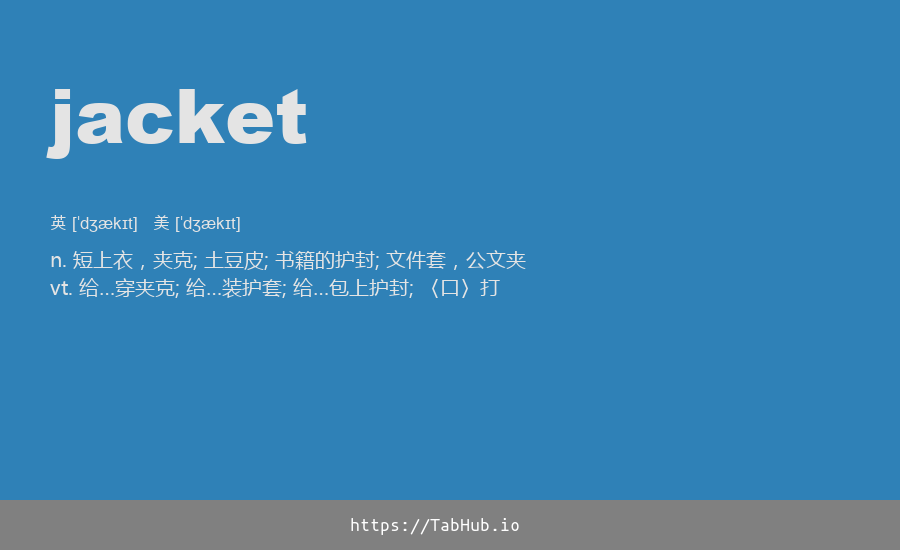 jacket
英 [ˈdʒækɪt]   美 [ˈdʒækɪt]
n. 短上衣，夹克; 土豆皮; 书籍的护封; 文件套，公文夹
vt. 给...穿夹克; 给...装护套; 给...包上护封; 〈口〉打
https://TabHub.io